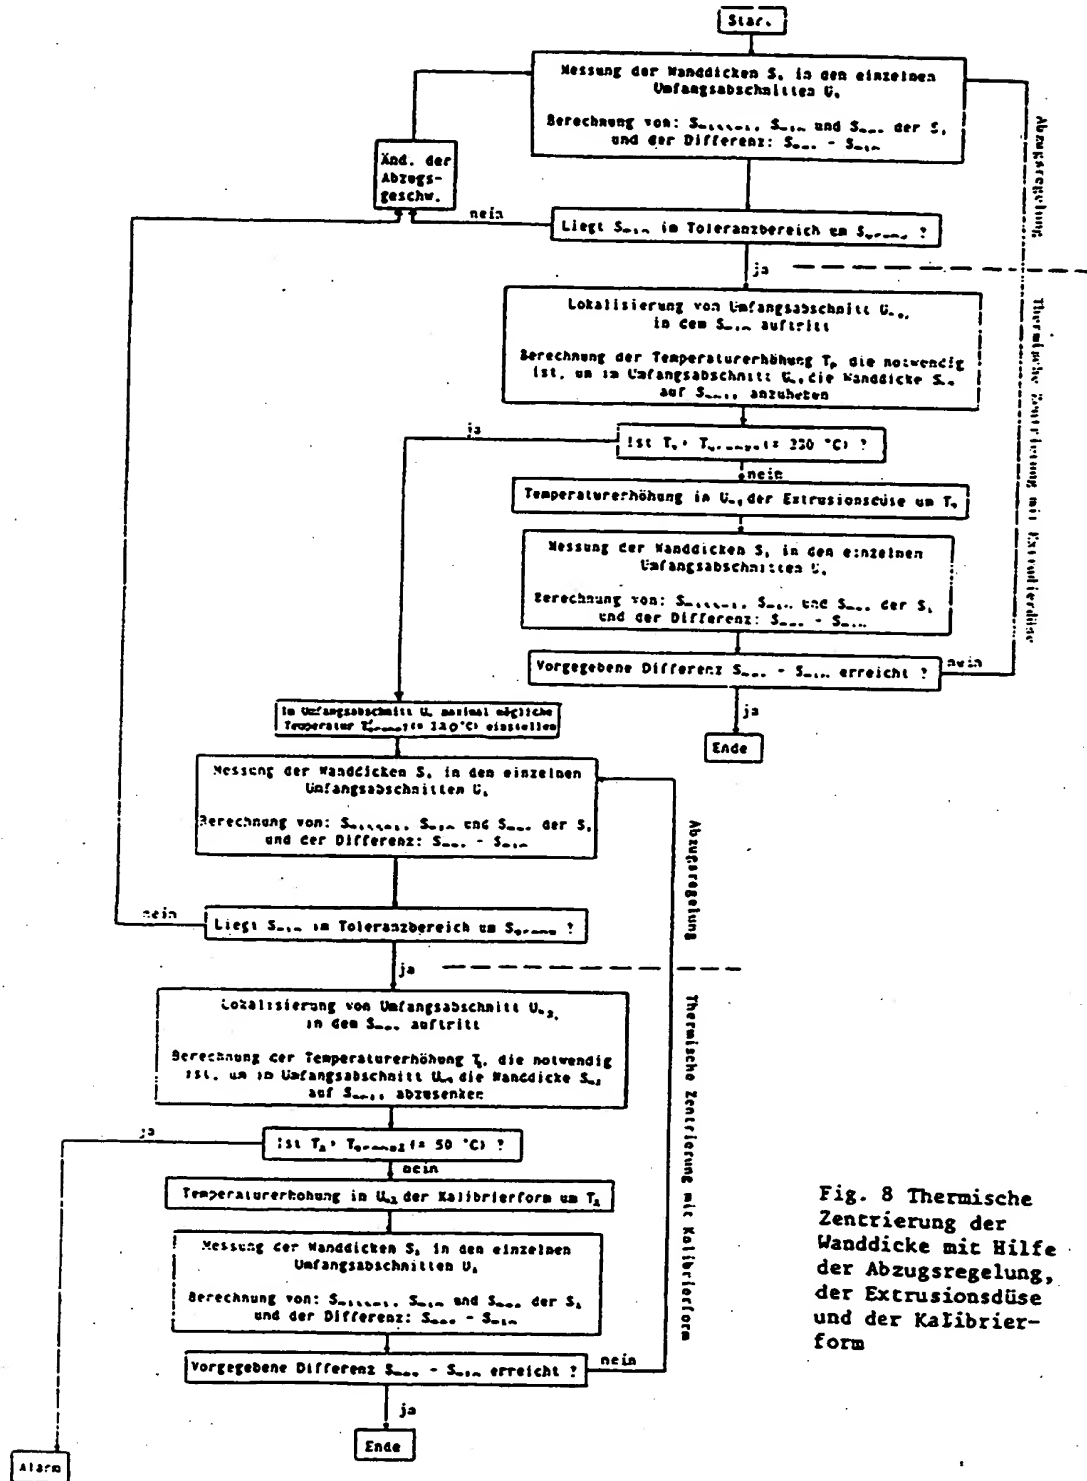 Start
Messung der Wanddicken S, in den einzelnen
Umfangsabschnitten U,
Berechnung von: und der S,
und der Differenz: -
Änd. der
Abzugs-
geschw.
nein
Liegt im Toleranzbereich um ?
ja
Abzugsregelung
Lokalisierung von Umfangsabschnitt
in dem auftritt
Berechnung der Temperaturerhöhung die notwendig
ist, um im Umfangsabschnitt die Wanddicke
auf anzuheben
Thermische Zentrierung mit Extrudierdüse
ja
Ist ?
nein
Temperaturerhöhung in der Extrusionsdüse um
Messung der Wanddicken S, in den einzelnen
Umfangsabschnitten U,
Berechnung von: und der S,
und der Differenz: -
Vorgegebene Differenz - erreicht ?
nein
ja
Ende
Im Umfangsabschnitt maximal mögliche
Temperatur einstellen
Messung der Wanddicken S, in den einzelnen
Umfangsabschnitten U,
Berechnung von: und der S,
und der Differenz: -
Abzugsregelung
nein
Liegt im Toleranzbereich um ?
ja
Lokalisierung von Umfangsabschnitt
in dem auftritt
Berechnung der Temperaturerhöhung die notwendig
ist, um im Umfangsabschnitt die Wanddicke
auf abzusenken
Thermische Zentrierung mit Kalibrierform
ja
Ist 50 °C) ?
nein
Temperaturerhöhung in der Kalibrierform um
Messung der Wanddicken S, in den einzelnen
Umfangsabschnitten U,
Berechnung von: und der S,
und der Differenz: -
Vorgegebene Differenz - erreicht ?
nein
ja
Ende
Alarm
Fig. 8 Thermische
Zentrierung der
Wanddicke mit Hilfe
der Abzugsregelung,
der Extrusionsdüse
und der Kalibrier-
form